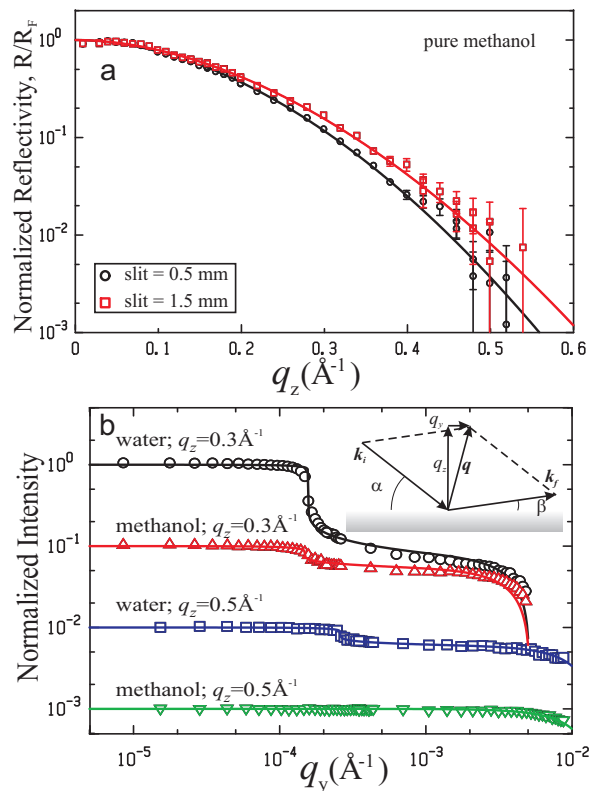 a
pure methanol
Normalized Reflectivity, R/R_F
10^0
10^-1
10^-2
10^-3
slit = 0.5 mm
slit = 1.5 mm
0 0.1 0.2 0.3 0.4 0.5 0.6
q_z(Å^-1)
b
water; q_z=0.3Å^-1
methanol; q_z=0.3Å^-1
water; q_z=0.5Å^-1
methanol; q_z=0.5Å^-1
q_y
k_i
q_z
q
k_f
α
β
Normalized Intensity
10^0
10^-1
10^-2
10^-3
10^-5 10^-4 10^-3 10^-2
q_y(Å^-1)